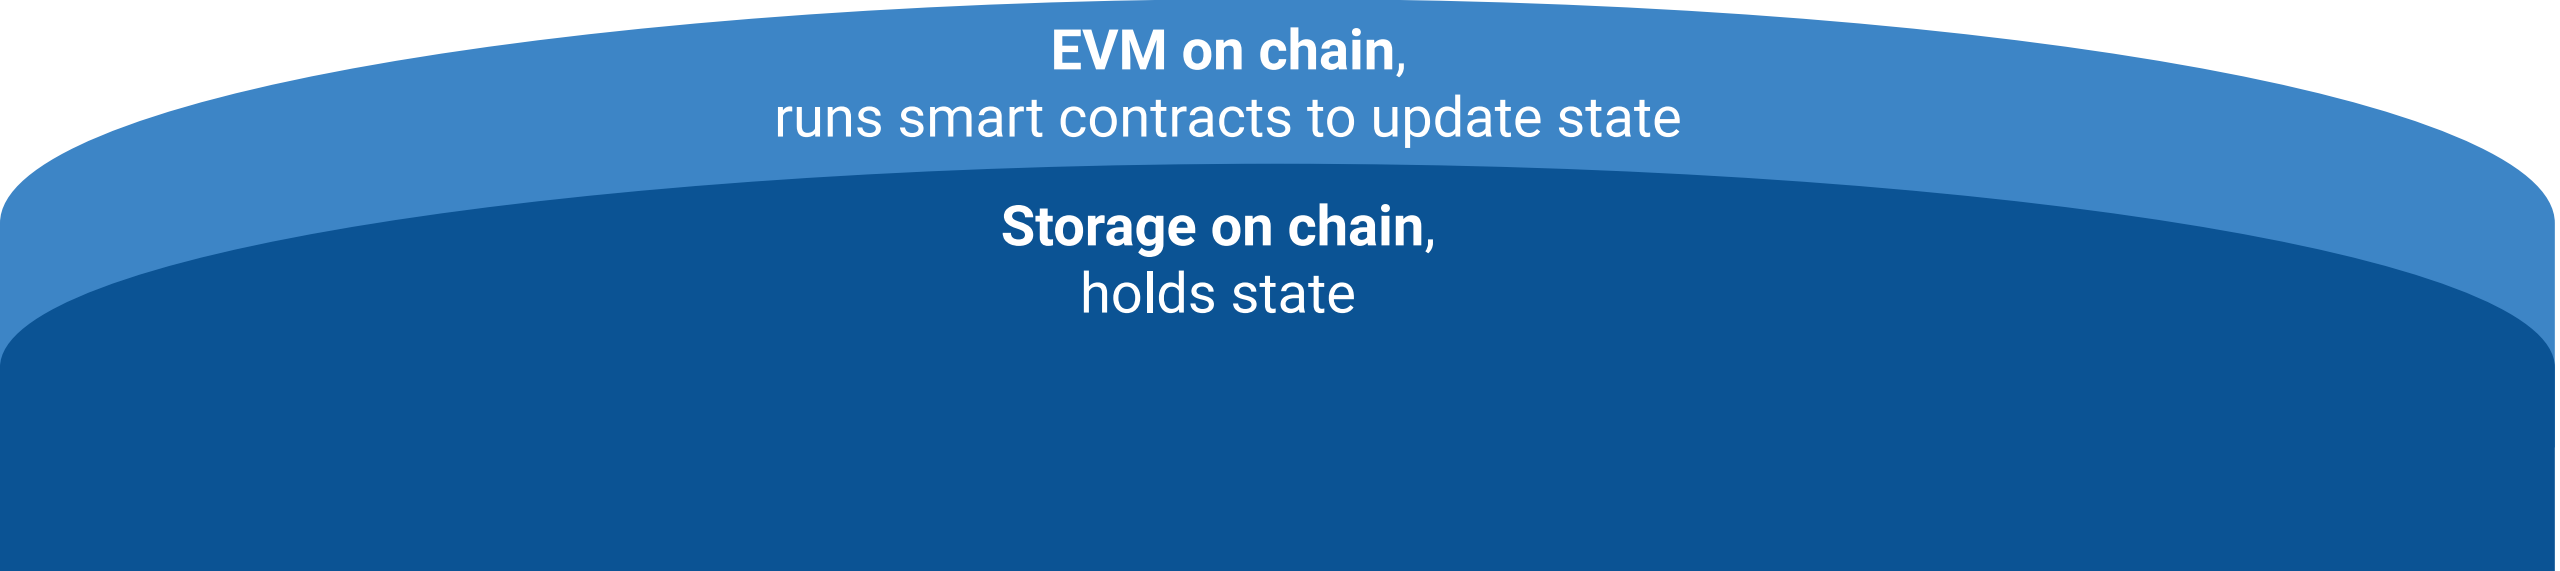 EVM on chain,
runs smart contracts to update state
Storage on chain,
holds state